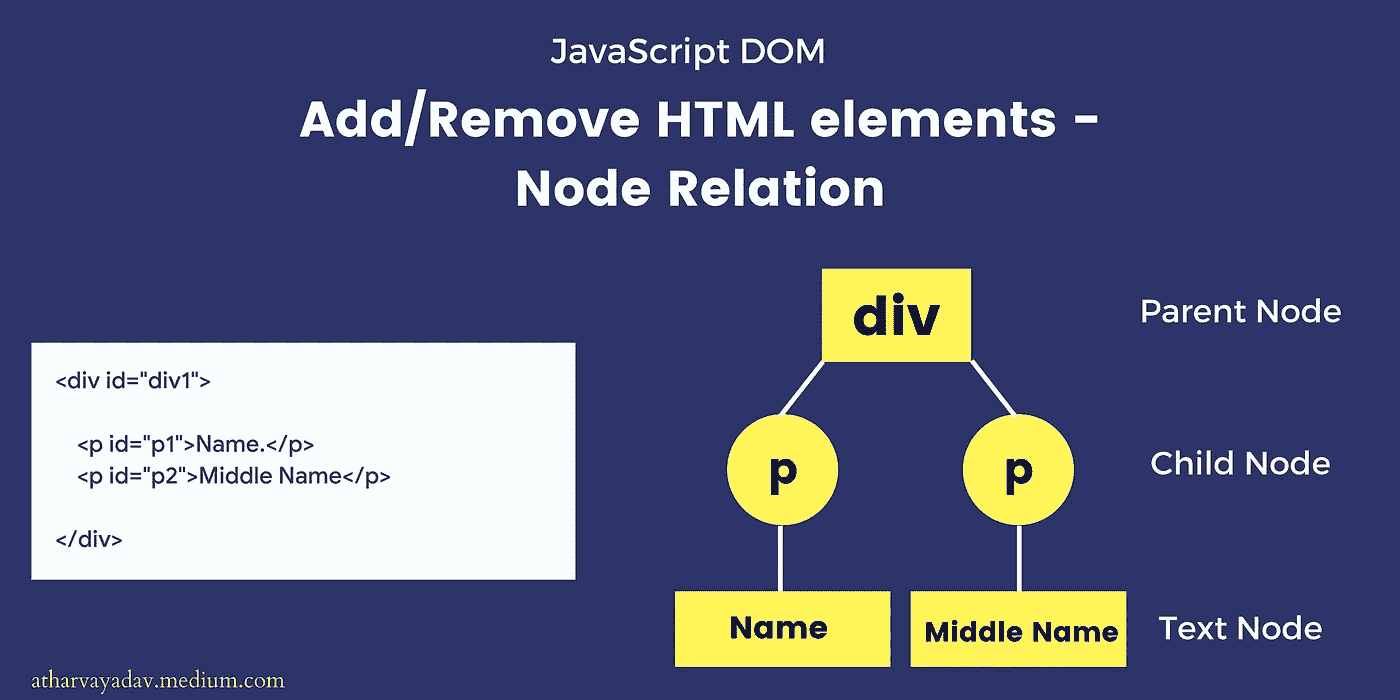 JavaScript DOM
Add/Remove HTML elements -
Node Relation
<div id="div1">
<p id="p1">Name.</p>
<p id="p2">Middle Name</p>
</div>
div
Parent Node
p
p
Child Node
Name
Middle Name
Text Node
atharvayadav.medium.com